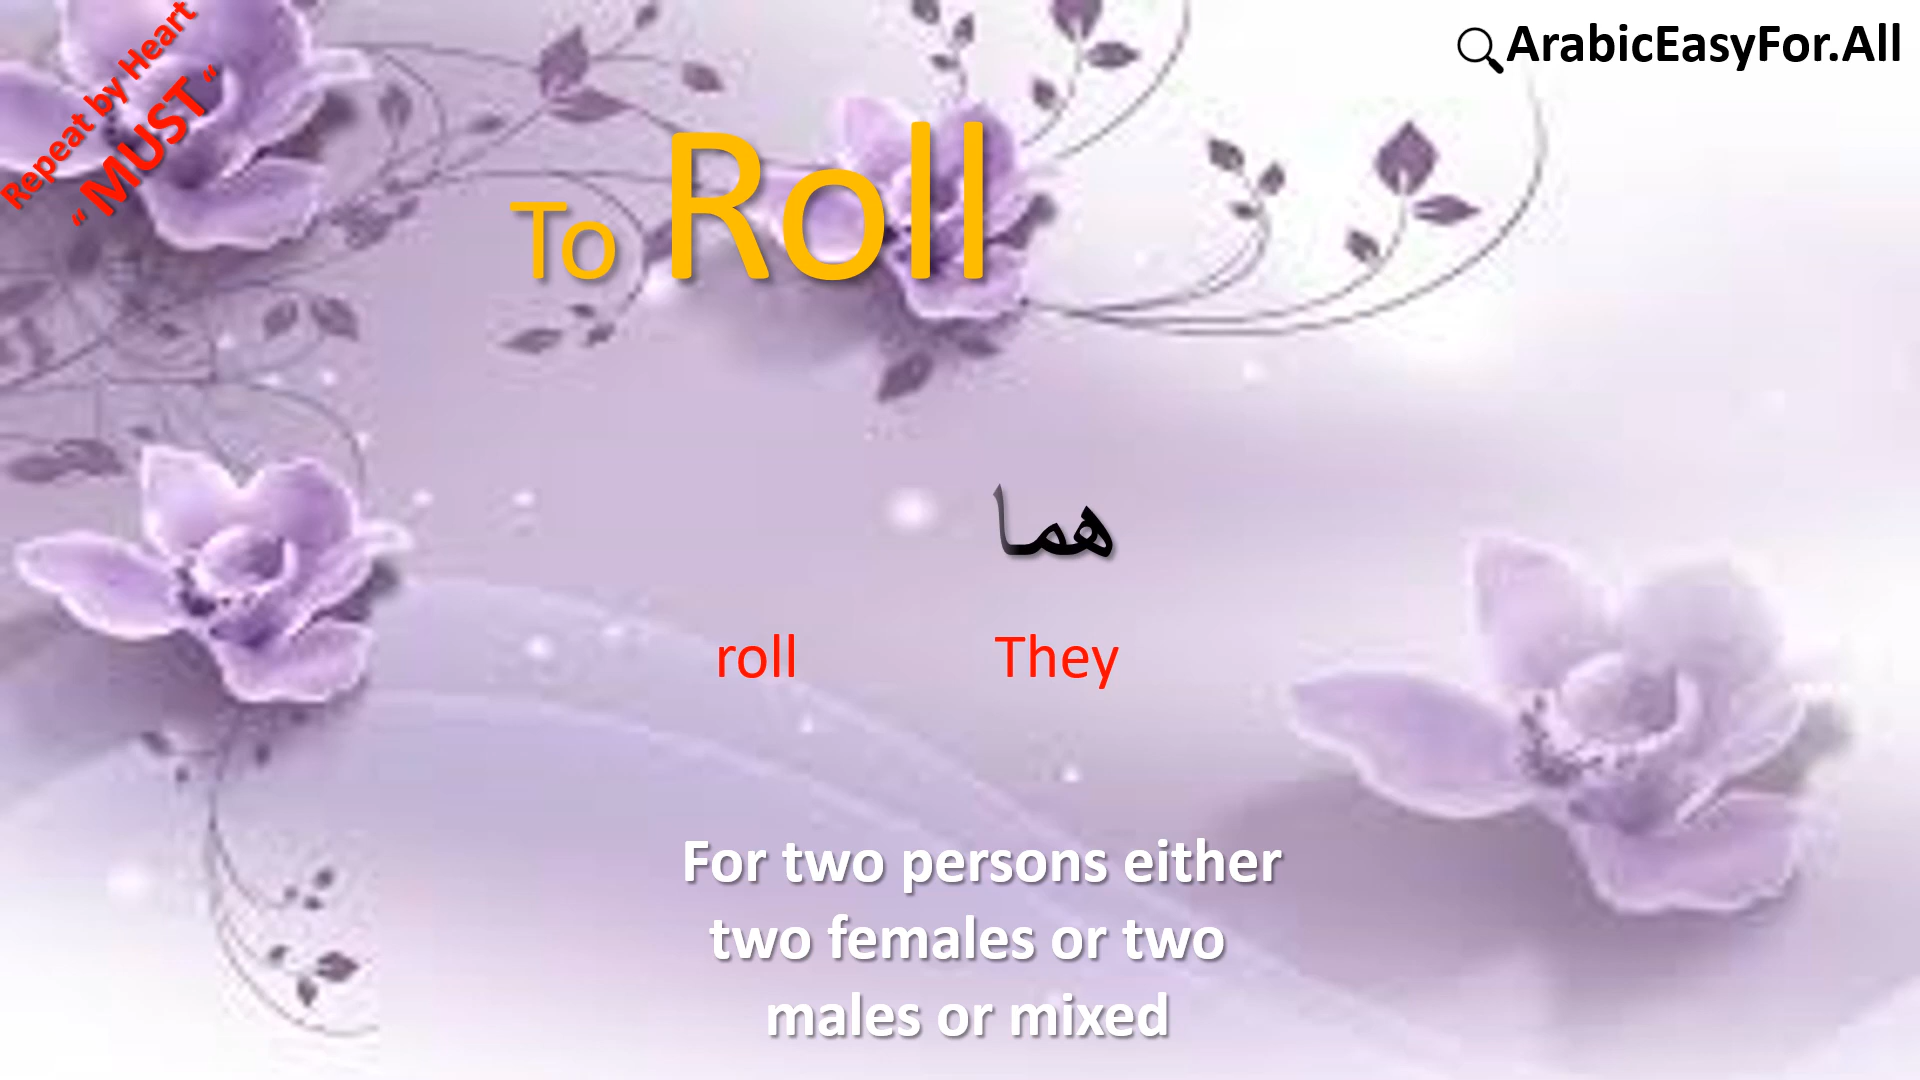 Repeat by Heart
“ MUST “
ArabicEasyFor.All
To Roll
هما
roll They
For two persons either
two females or two
males or mixed